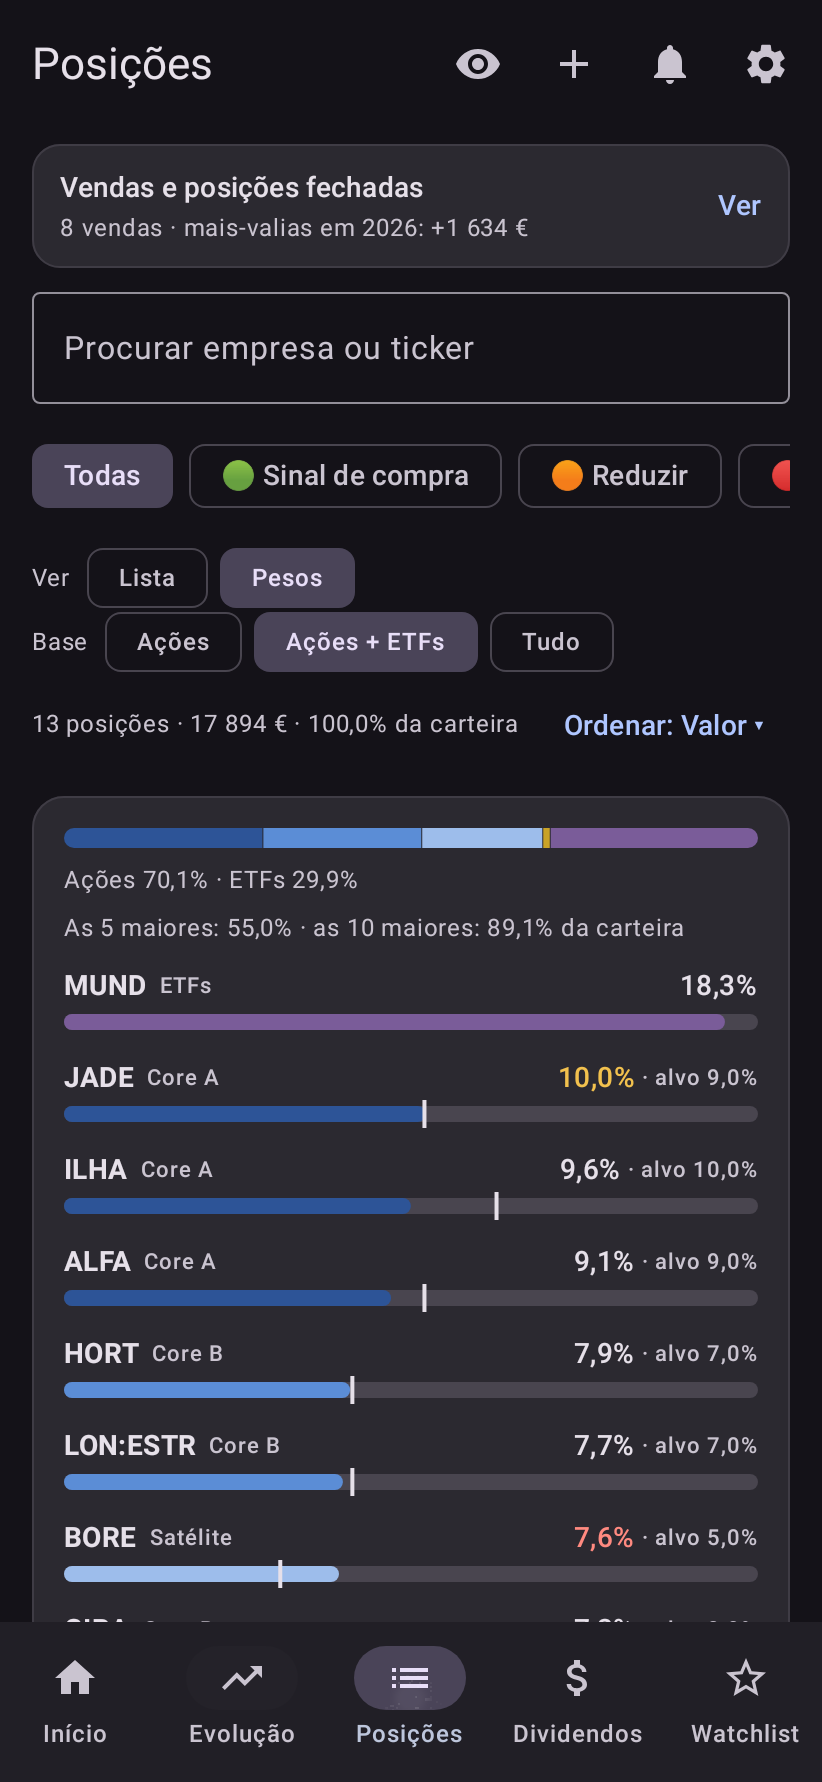 Posições
Vendas e posições fechadas
8 vendas · mais-valias em 2026: +1 634 €
Ver
Procurar empresa ou ticker
Todas
Sinal de compra
Reduzir
Ver
Lista
Pesos
Base
Ações
Ações + ETFs
Tudo
13 posições · 17 894 € · 100,0% da carteira
Ordenar: Valor ▾
Ações 70,1% · ETFs 29,9%
As 5 maiores: 55,0% · as 10 maiores: 89,1% da carteira
MUND ETFs 18,3%
JADE Core A 10,0% · alvo 9,0%
ILHA Core A 9,6% · alvo 10,0%
ALFA Core A 9,1% · alvo 9,0%
HORT Core B 7,9% · alvo 7,0%
LON:ESTR Core B 7,7% · alvo 7,0%
BORE Satélite 7,6% · alvo 5,0%
Início
Evolução
Posições
Dividendos
Watchlist